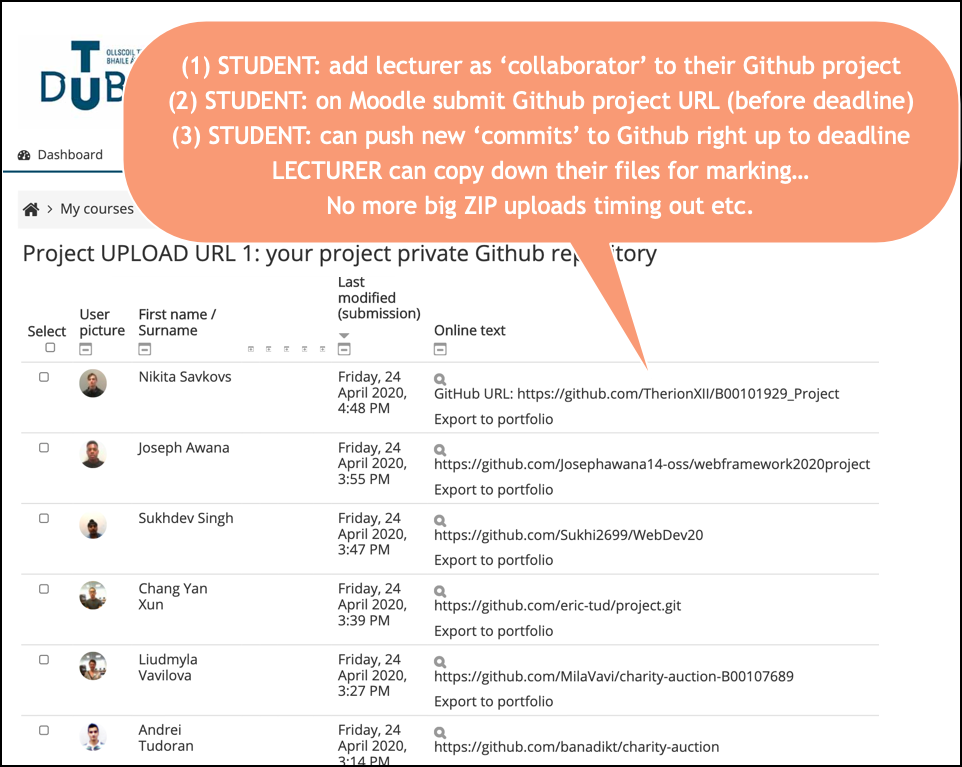 OLLSCOIL T
BHAILE Á
T
DUB
(1) STUDENT: add lecturer as ‘collaborator’ to their Github project
(2) STUDENT: on Moodle submit Github project URL (before deadline)
(3) STUDENT: can push new ‘commits’ to Github right up to deadline
LECTURER can copy down their files for marking…
No more big ZIP uploads timing out etc.
Dashboard
My courses
Project UPLOAD URL 1: your project private Github rep itory
Select
User
picture
First name /
Surname
Last
modified
(submission)
Online text
Nikita Savkovs
Friday, 24
April 2020,
4:48 PM
GitHub URL: https://github.com/TherionXII/B00101929_Project
Export to portfolio
Joseph Awana
Friday, 24
April 2020,
3:55 PM
https://github.com/Josephawana14-oss/webframework2020project
Export to portfolio
Sukhdev Singh
Friday, 24
April 2020,
3:47 PM
https://github.com/Sukhi2699/WebDev20
Export to portfolio
Chang Yan
Xun
Friday, 24
April 2020,
3:39 PM
https://github.com/eric-tud/project.git
Export to portfolio
Liudmyla
Vavilova
Friday, 24
April 2020,
3:27 PM
https://github.com/MilaVavi/charity-auction-B00107689
Export to portfolio
Andrei
Tudoran
Friday, 24
April 2020,
3:14 PM
https://github.com/banadikt/charity-auction